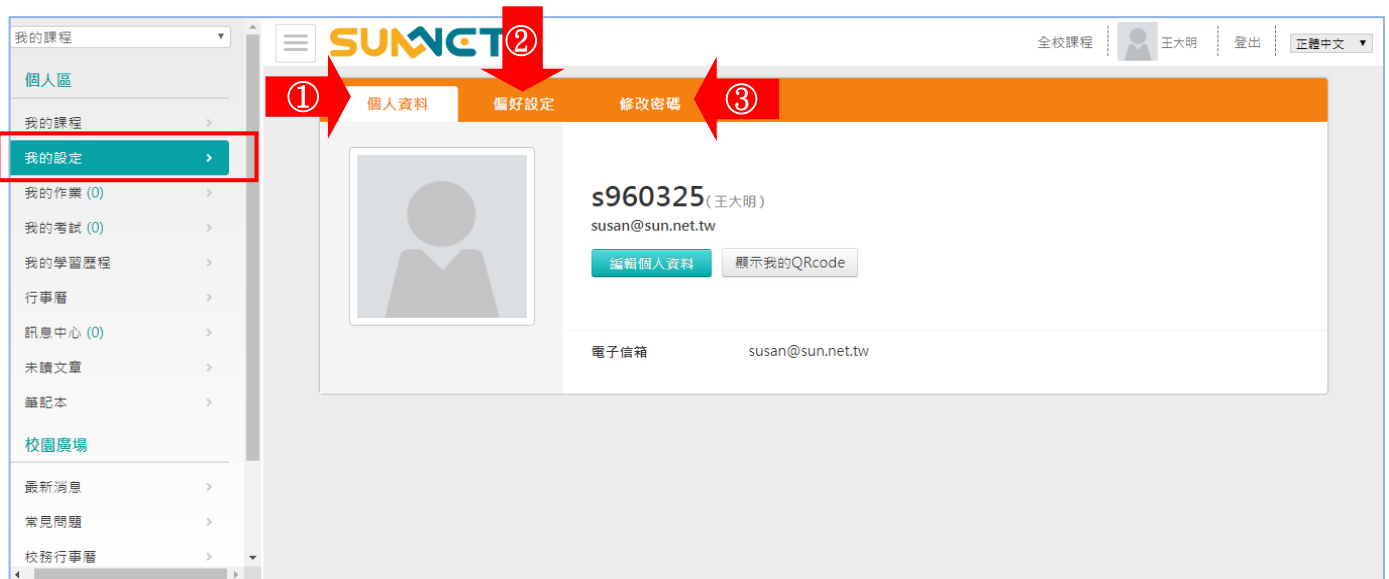 我的課程
個人區
我的課程
我的設定
我的作業 (0)
我的考試 (0)
我的學習歷程
行事曆
訊息中心 (0)
未讀文章
筆記本
校園廣場
最新消息
常見問題
校務行事曆
SUNNET
全校課程 王大明 登出 正體中文
① ② ③
個人資料 偏好設定 修改密碼
s960325(王大明)
susan@sun.net.tw
編輯個人資料 顯示我的QRcode
電子信箱 susan@sun.net.tw